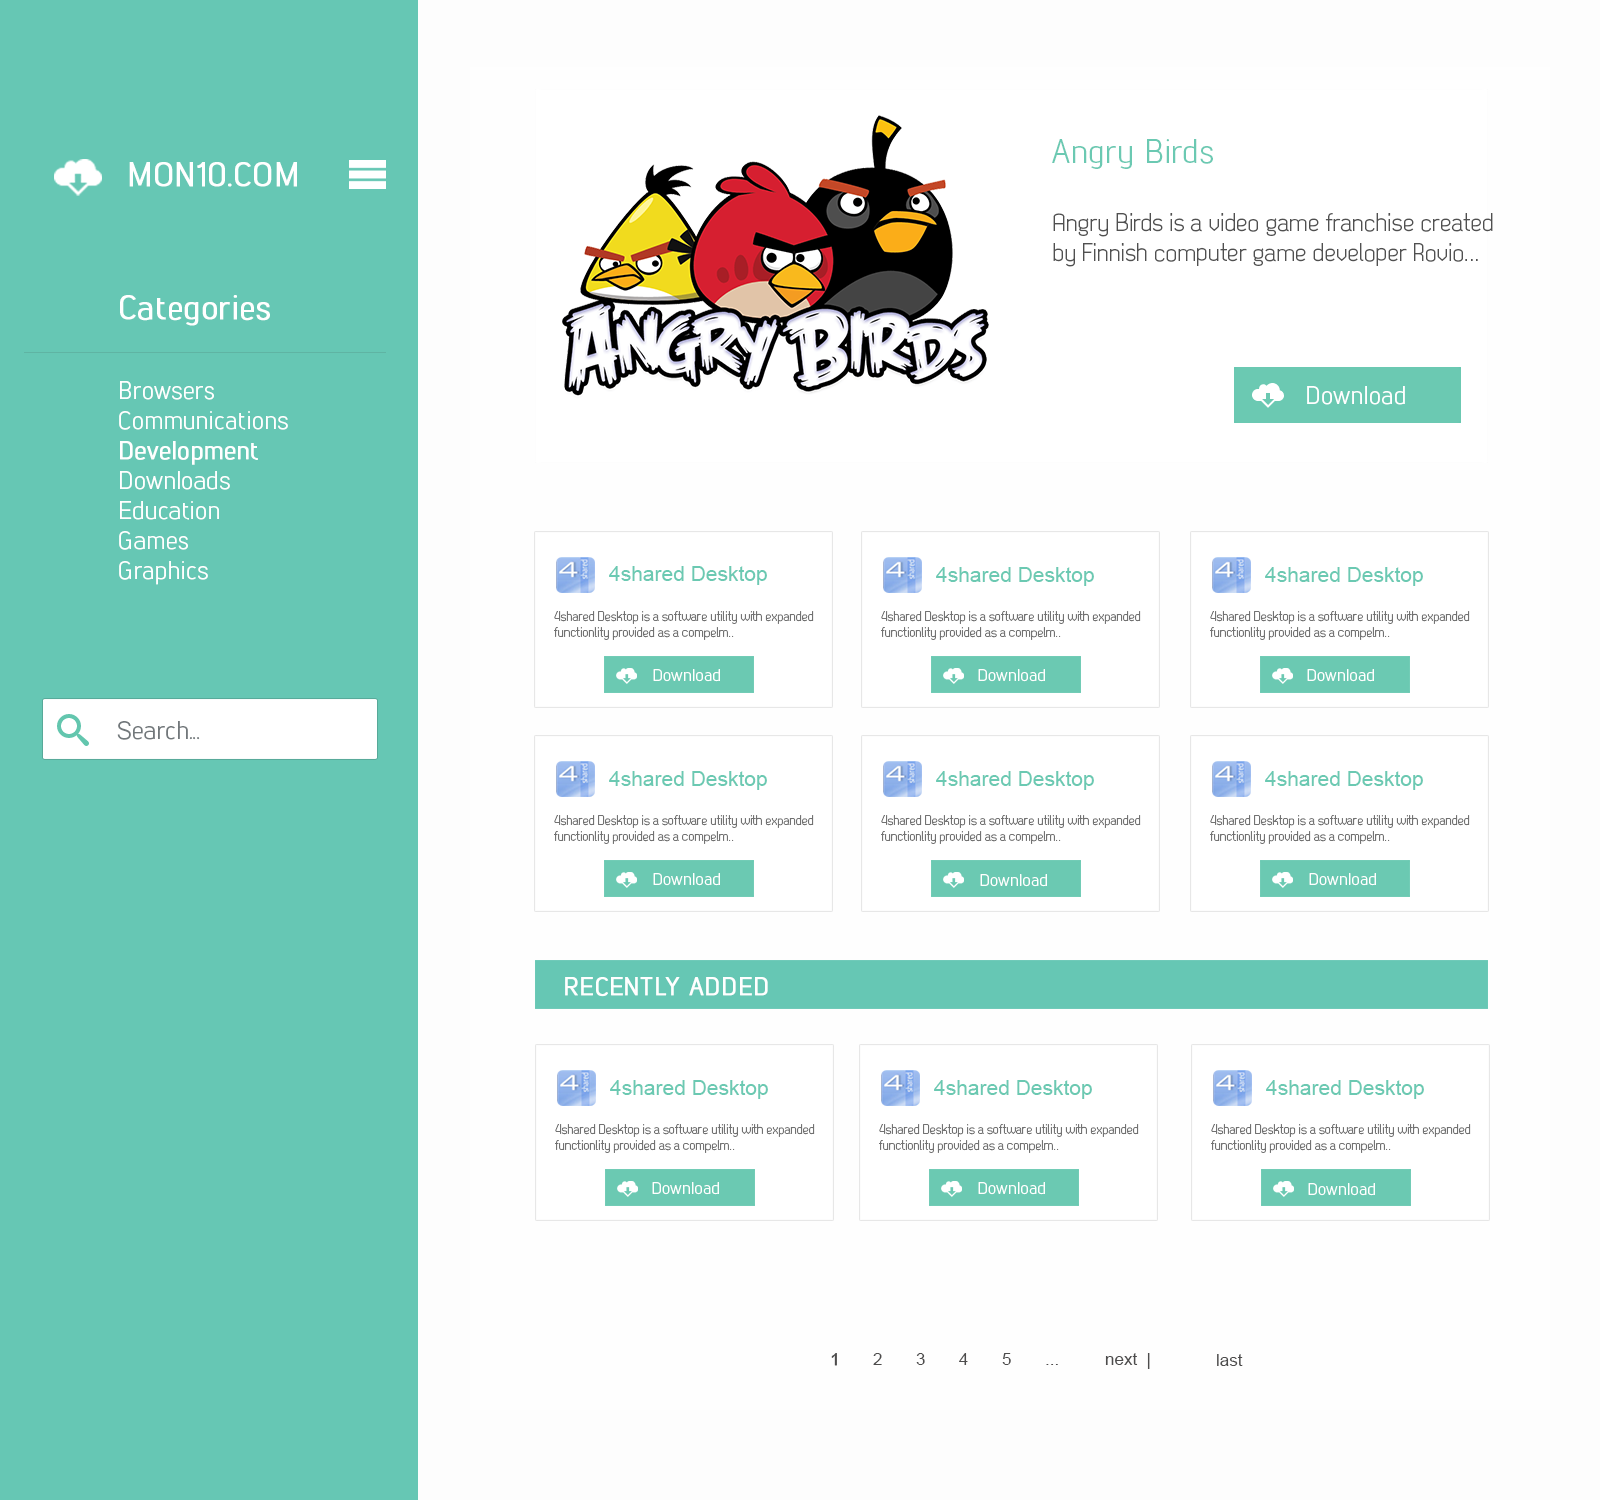 MON10.COM
Categories
Browsers
Communications
Development
Downloads
Education
Games
Graphics
Search...
ANGRY BIRDS
Angry Birds
Angry Birds is a video game franchise created
by Finnish computer game developer Rovio...
Download
4shared Desktop
4shared Desktop is a software utility with expanded
functionlity provided as a compelm..
Download
4shared Desktop
4shared Desktop is a software utility with expanded
functionlity provided as a compelm..
Download
4shared Desktop
4shared Desktop is a software utility with expanded
functionlity provided as a compelm..
Download
4shared Desktop
4shared Desktop is a software utility with expanded
functionlity provided as a compelm..
Download
4shared Desktop
4shared Desktop is a software utility with expanded
functionlity provided as a compelm..
Download
4shared Desktop
4shared Desktop is a software utility with expanded
functionlity provided as a compelm..
Download
RECENTLY ADDED
4shared Desktop
4shared Desktop is a software utility with expanded
functionlity provided as a compelm..
Download
4shared Desktop
4shared Desktop is a software utility with expanded
functionlity provided as a compelm..
Download
4shared Desktop
4shared Desktop is a software utility with expanded
functionlity provided as a compelm..
Download
1 2 3 4 5 ... next | last